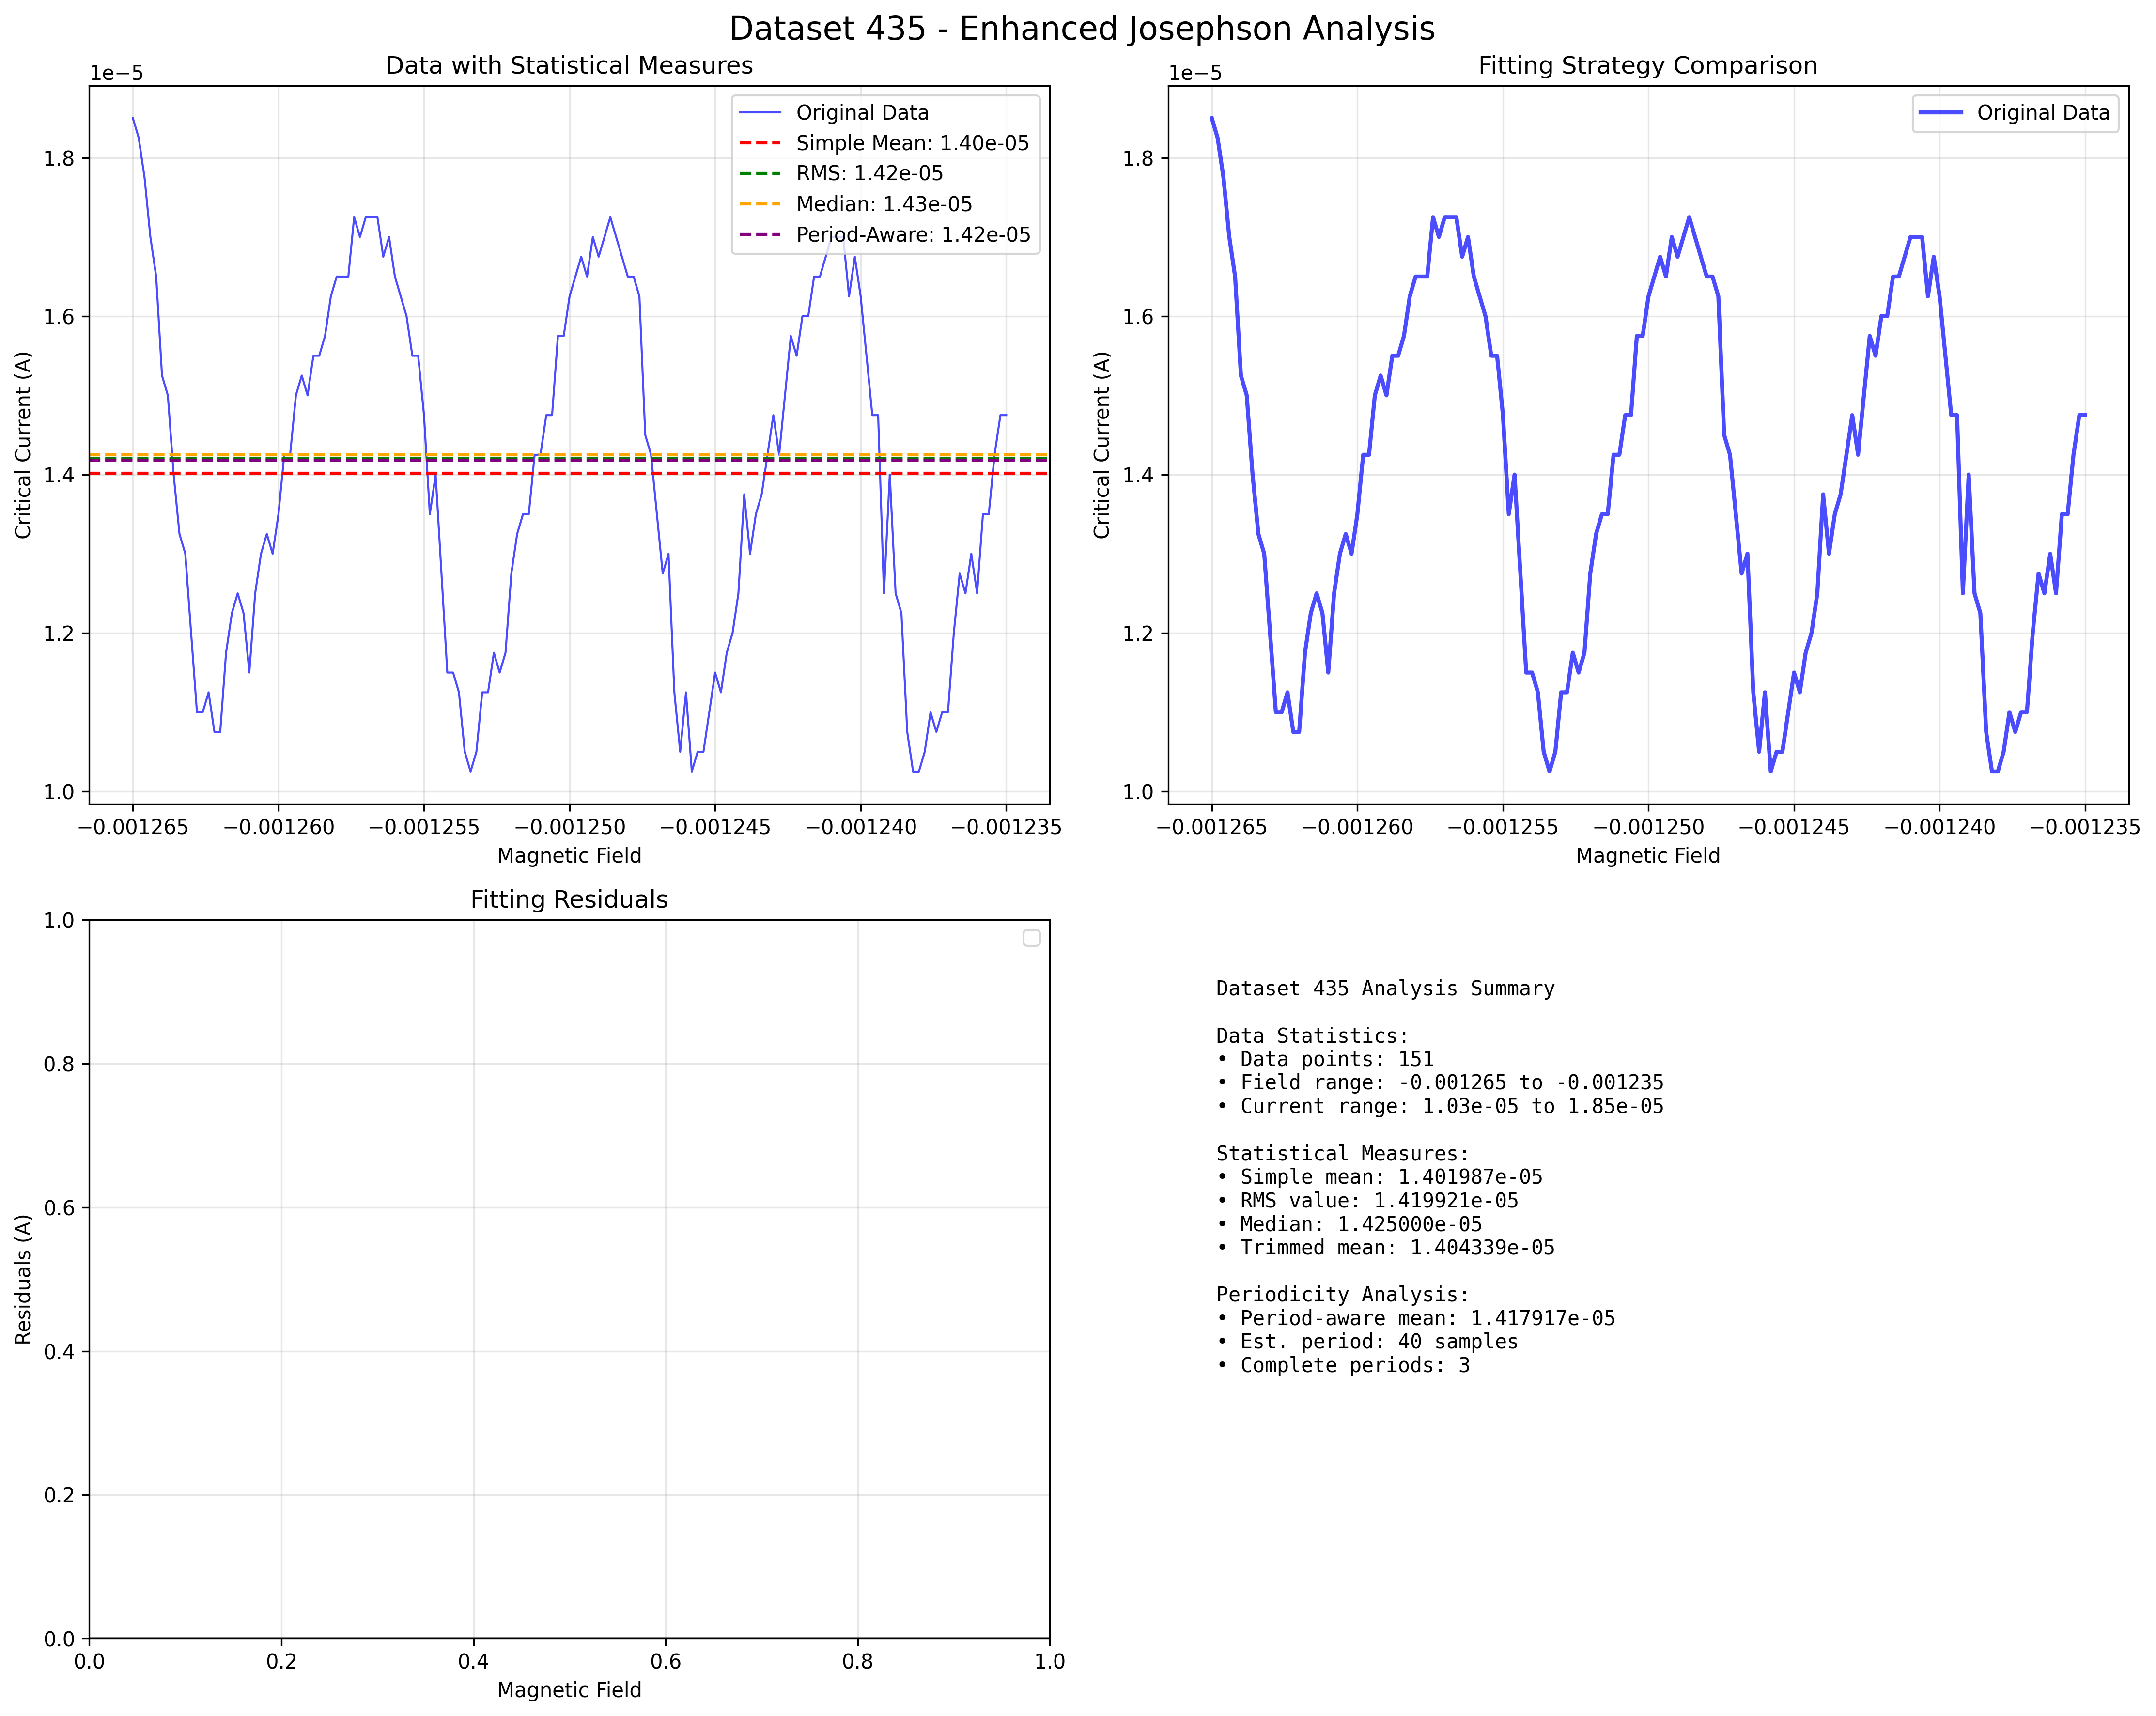 Dataset 435 - Enhanced Josephson Analysis
Data with Statistical Measures
1e−5
Original Data
Simple Mean: 1.40e-05
RMS: 1.42e-05
Median: 1.43e-05
Period-Aware: 1.42e-05
1.8
1.6
1.4
1.2
1.0
Critical Current (A)
−0.001265 −0.001260 −0.001255 −0.001250 −0.001245 −0.001240 −0.001235
Magnetic Field
Fitting Strategy Comparison
1e−5
Original Data
1.8
1.6
1.4
1.2
1.0
Critical Current (A)
−0.001265 −0.001260 −0.001255 −0.001250 −0.001245 −0.001240 −0.001235
Magnetic Field
Fitting Residuals
1.0
0.8
0.6
0.4
0.2
0.0
Residuals (A)
0.0 0.2 0.4 0.6 0.8 1.0
Magnetic Field
Dataset 435 Analysis Summary
Data Statistics:
• Data points: 151
• Field range: -0.001265 to -0.001235
• Current range: 1.03e-05 to 1.85e-05
Statistical Measures:
• Simple mean: 1.401987e-05
• RMS value: 1.419921e-05
• Median: 1.425000e-05
• Trimmed mean: 1.404339e-05
Periodicity Analysis:
• Period-aware mean: 1.417917e-05
• Est. period: 40 samples
• Complete periods: 3